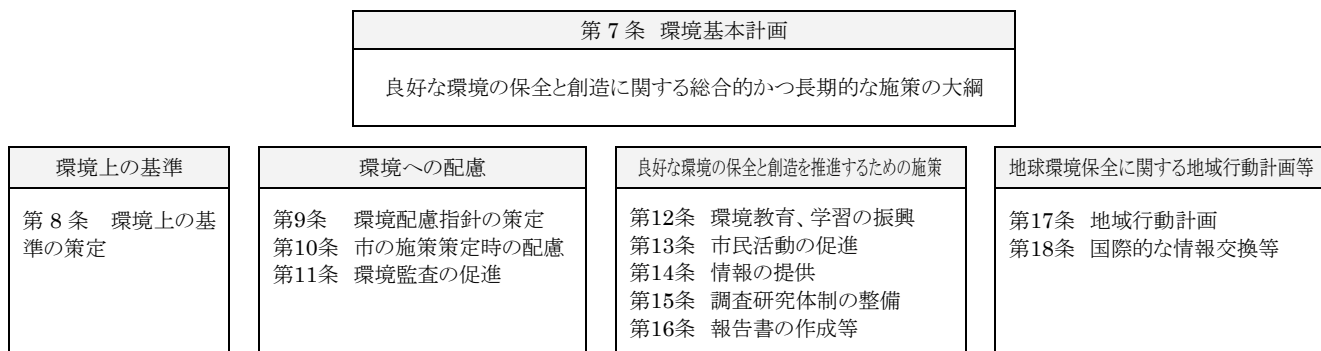 第7条 環境基本計画
良好な環境の保全と創造に関する総合的かつ長期的な施策の大綱
環境上の基準
第8条 環境上の基
準の策定
環境への配慮
第9条 環境配慮指針の策定
第10条 市の施策策定時の配慮
第11条 環境監査の促進
良好な環境の保全と創造を推進するための施策
第12条 環境教育、学習の振興
第13条 市民活動の促進
第14条 情報の提供
第15条 調査研究体制の整備
第16条 報告書の作成等
地球環境保全に関する地域行動計画等
第17条 地域行動計画
第18条 国際的な情報交換等